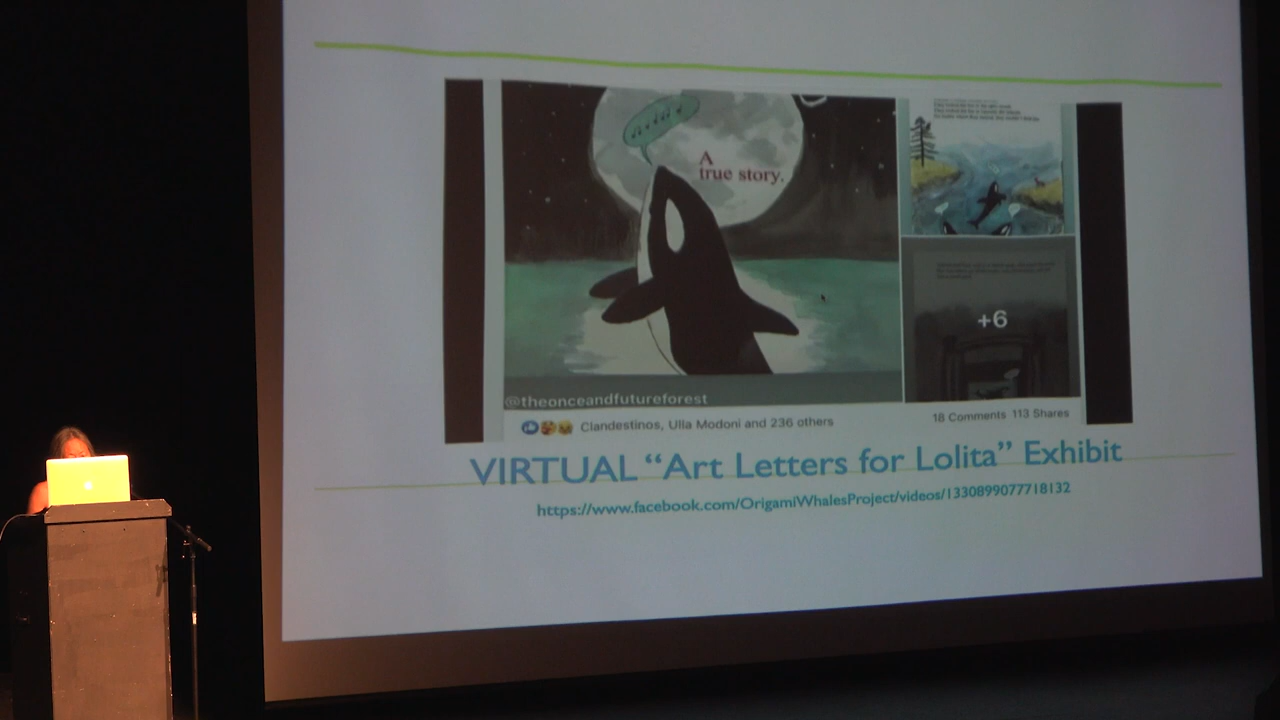 A
true story.
+6
@theonceandfutureforest
Clandestinos, Ulla Modoni and 236 others
18 Comments 113 Shares
VIRTUAL “Art Letters for Lolita” Exhibit
https://www.facebook.com/OrigamiWhalesProject/videos/1330899077718132